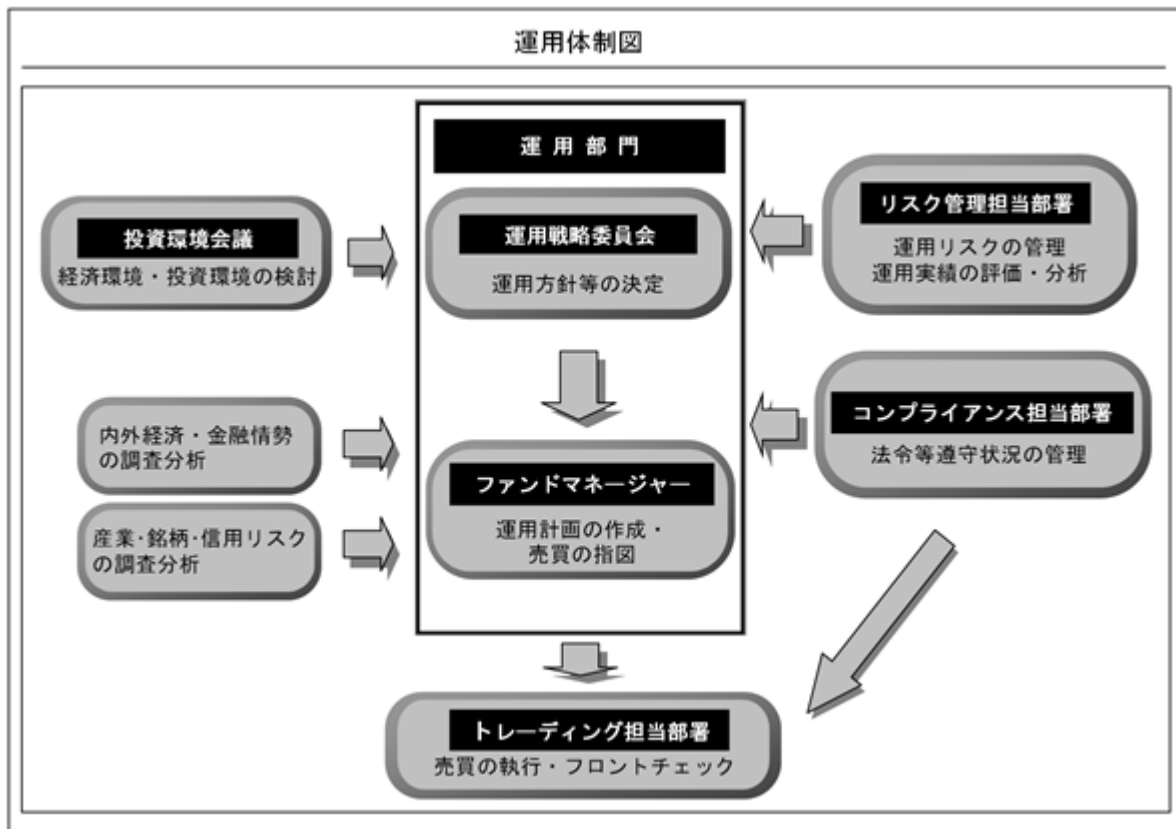 運用体制図
運用部門
投資環境会議
経済環境・投資環境の検討
運用戦略委員会
運用方針等の決定
リスク管理担当部署
運用リスクの管理
運用実績の評価・分析
内外経済・金融情勢
の調査分析
産業・銘柄・信用リスク
の調査分析
ファンドマネージャー
運用計画の作成・
売買の指図
コンプライアンス担当部署
法令等遵守状況の管理
トレーディング担当部署
売買の執行・フロントチェック